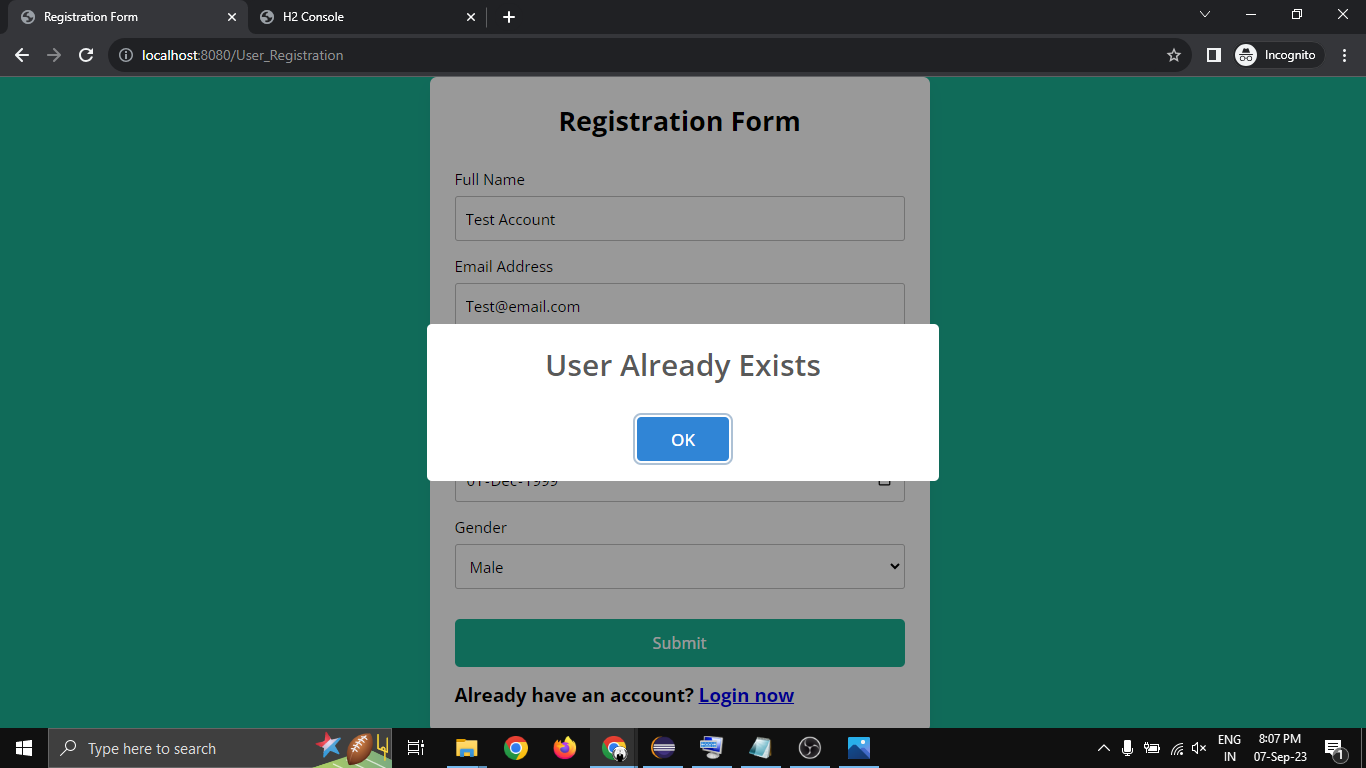 Registration Form
H2 Console
localhost:8080/User_Registration
Incognito
Registration Form
Full Name
Test Account
Email Address
Test@email.com
User Already Exists
OK
01-Dec-1999
Gender
Male
Submit
Already have an account? Login now
Type here to search
ENG
IN
8:07 PM
07-Sep-23
1